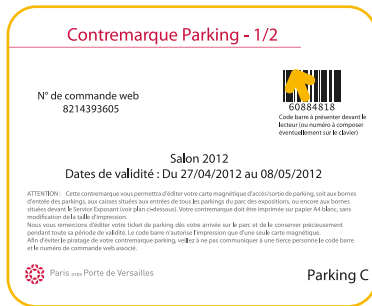 Contremarque Parking - 1/2
N° de commande web
8214393605
60884818
Code barre à présenter devant le
lecteur (ou numéro à composer
éventuellement sur le clavier)
Salon 2012
Dates de validité : Du 27/04/2012 au 08/05/2012
ATTENTION : Cette contremarque vous permettra d'éditer votre carte magnétique d'accès/sortie de parking, soit aux bornes
d'entrée des parkings, aux caisses situées aux entrées de tous les parkings du parc des expositions, ou encore aux bornes
situées devant le Service Exposant (voir plan ci-dessous). Votre contremarque doit être imprimée sur papier A4 blanc, sans
modification de la taille d'impression.
Nous vous remercions d'éditer votre ticket de parking dès votre arrivée sur le parc et de le conserver précieusement
pendant toute sa période de validité. Le code barre n'autorise l'impression que d'une seule carte magnétique.
Afin d'éviter le piratage de votre contremarque parking, veillez à ne pas communiquer à une tierce personne le code barre
et le numéro de commande web associé.
Paris expo Porte de Versailles
Parking C